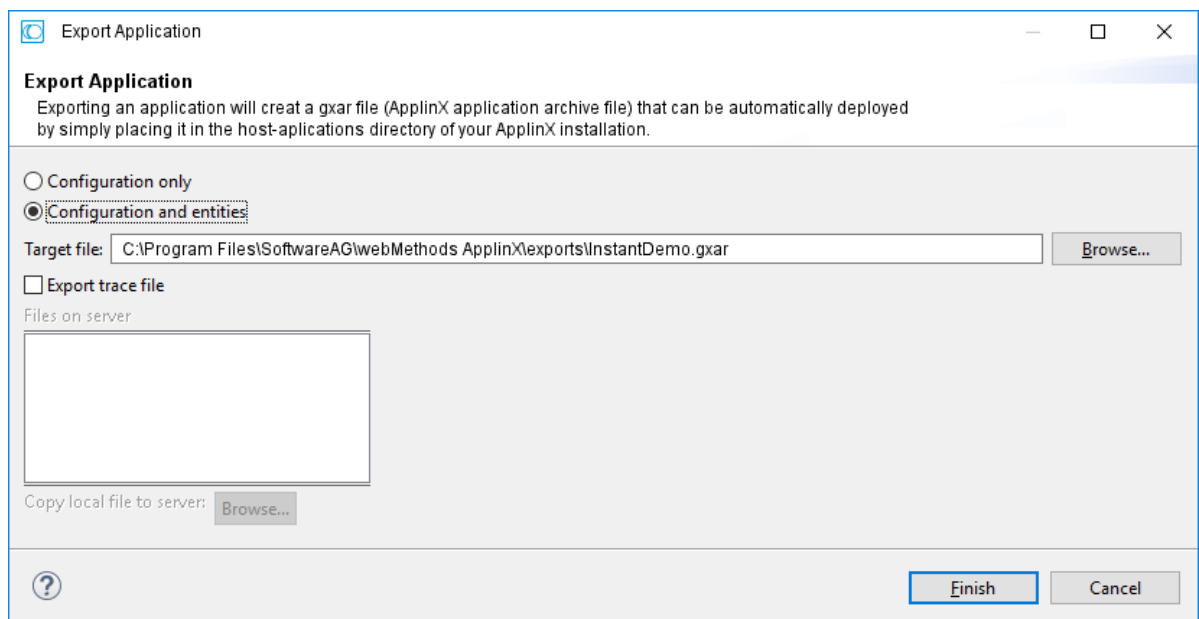 Export Application
Export Application
Exporting an application will creat a gxar file (ApplinX application archive file) that can be automatically deployed
by simply placing it in the host-aplications directory of your ApplinX installation.
Configuration only
Configuration and entities
Target file: C:\Program Files\SoftwareAG\webMethods ApplinX\exports\InstantDemo.gxar Browse...
Export trace file
Files on server
Copy local file to server: Browse...
? Finish Cancel